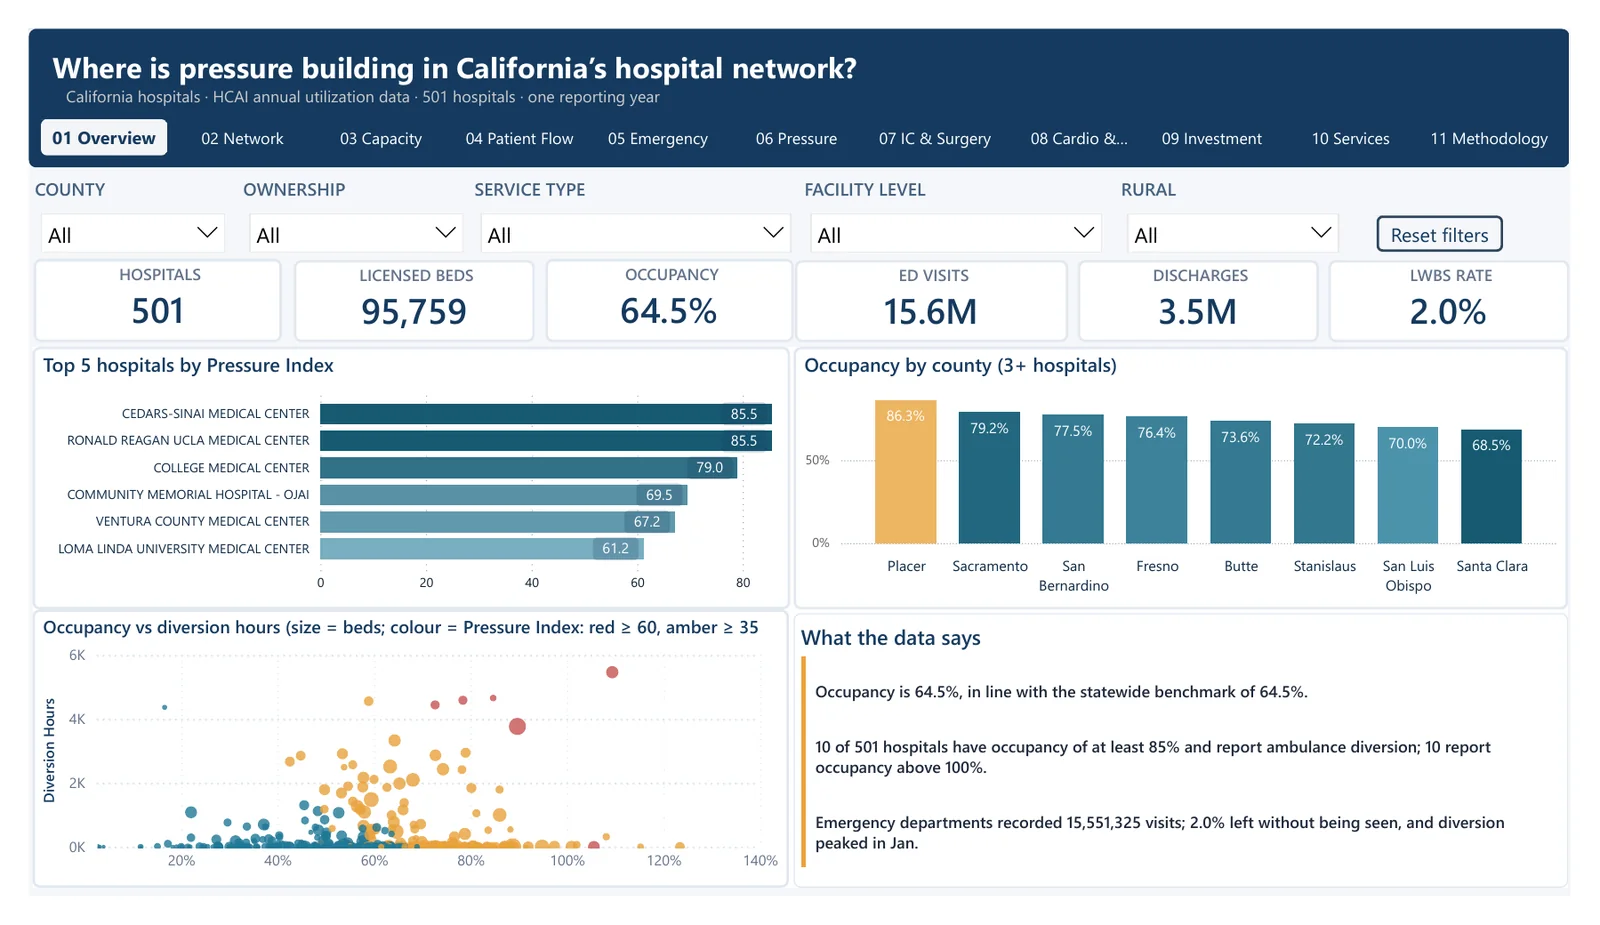 Where is pressure building in California’s hospital network?
California hospitals · HCAI annual utilization data · 501 hospitals · one reporting year
01 Overview
02 Network
03 Capacity
04 Patient Flow
05 Emergency
06 Pressure
07 IC & Surgery
08 Cardio &...
09 Investment
10 Services
11 Methodology
COUNTY
OWNERSHIP
SERVICE TYPE
FACILITY LEVEL
RURAL
All
All
All
All
All
Reset filters
HOSPITALS
501
LICENSED BEDS
95,759
OCCUPANCY
64.5%
ED VISITS
15.6M
DISCHARGES
3.5M
LWBS RATE
2.0%
Top 5 hospitals by Pressure Index
CEDARS-SINAI MEDICAL CENTER 85.5
RONALD REAGAN UCLA MEDICAL CENTER 85.5
COLLEGE MEDICAL CENTER 79.0
COMMUNITY MEMORIAL HOSPITAL - OJAI 69.5
VENTURA COUNTY MEDICAL CENTER 67.2
LOMA LINDA UNIVERSITY MEDICAL CENTER 61.2
0 20 40 60 80
Occupancy by county (3+ hospitals)
86.3% 79.2% 77.5% 76.4% 73.6% 72.2% 70.0% 68.5%
50%
0%
Placer Sacramento San Bernardino Fresno Butte Stanislaus San Luis Obispo Santa Clara
Occupancy vs diversion hours (size = beds; colour = Pressure Index: red ≥ 60, amber ≥ 35
Diversion Hours
6K
4K
2K
0K
20% 40% 60% 80% 100% 120% 140%
What the data says
Occupancy is 64.5%, in line with the statewide benchmark of 64.5%.
10 of 501 hospitals have occupancy of at least 85% and report ambulance diversion; 10 report
occupancy above 100%.
Emergency departments recorded 15,551,325 visits; 2.0% left without being seen, and diversion
peaked in Jan.